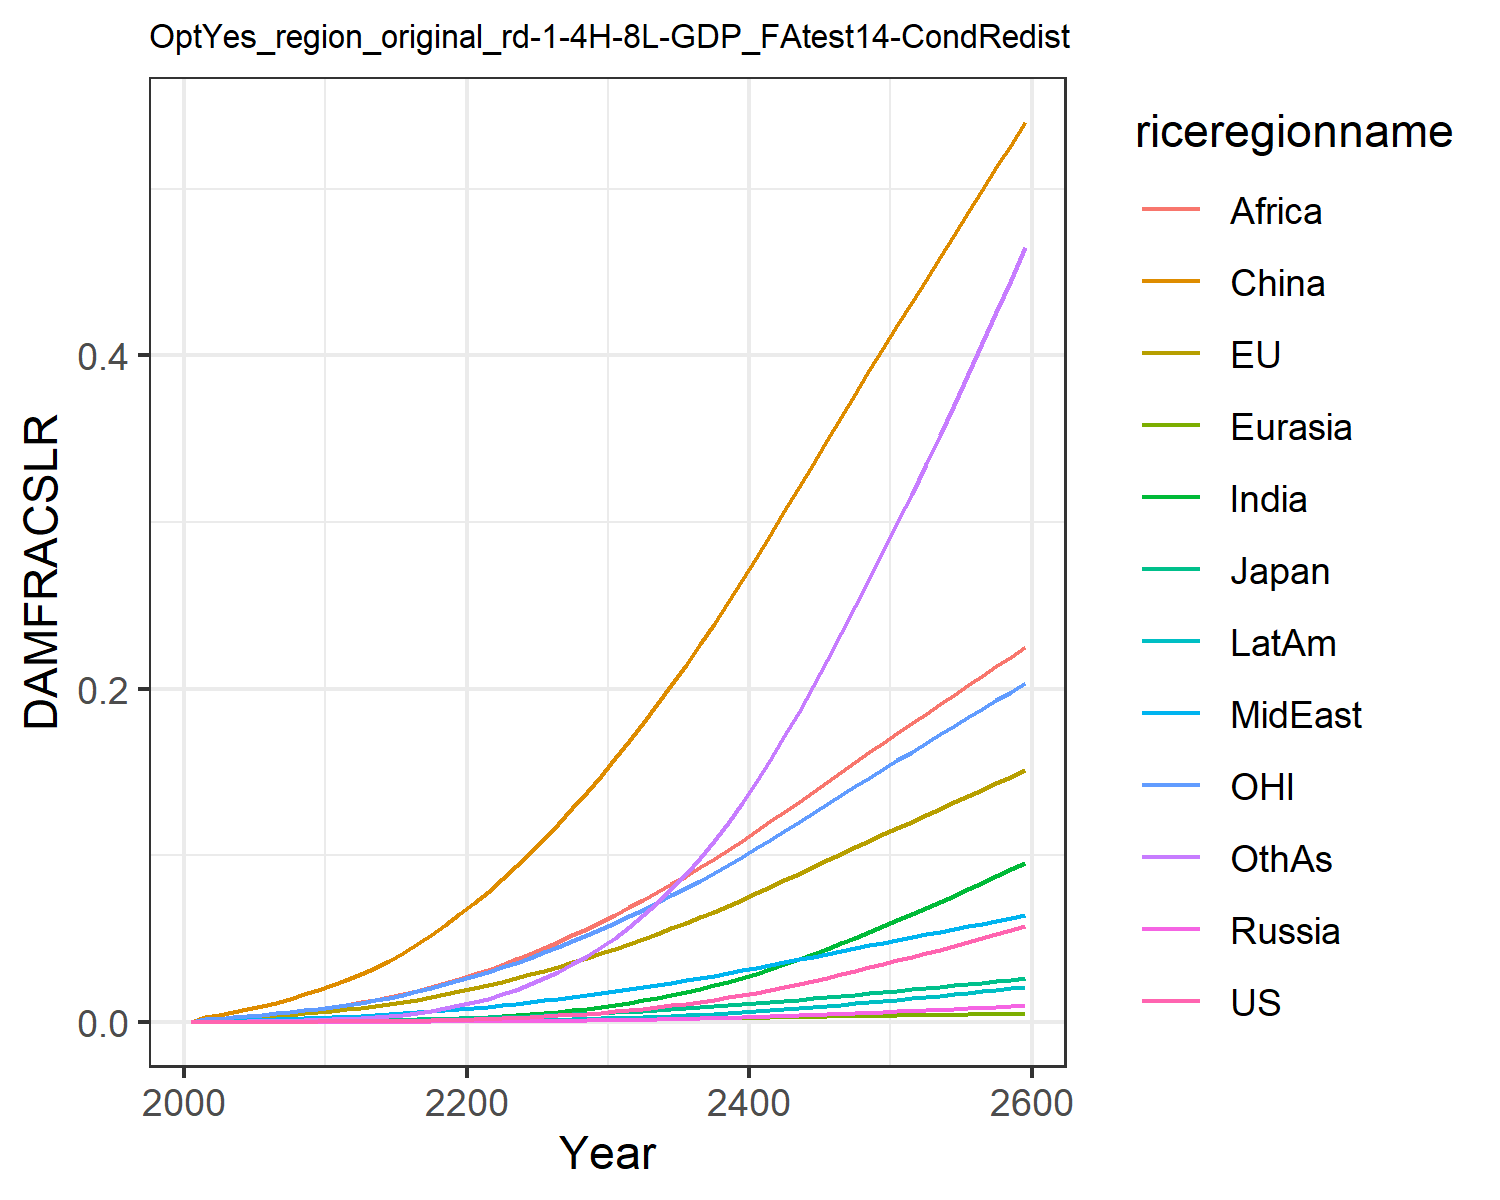 OptYes_region_original_rd-1-4H-8L-GDP_FAtest14-CondRedist
DAMFRACSLR
0.4
0.2
0.0
2000 2200 2400 2600
Year
riceregionname
Africa
China
EU
Eurasia
India
Japan
LatAm
MidEast
OHI
OthAs
Russia
US